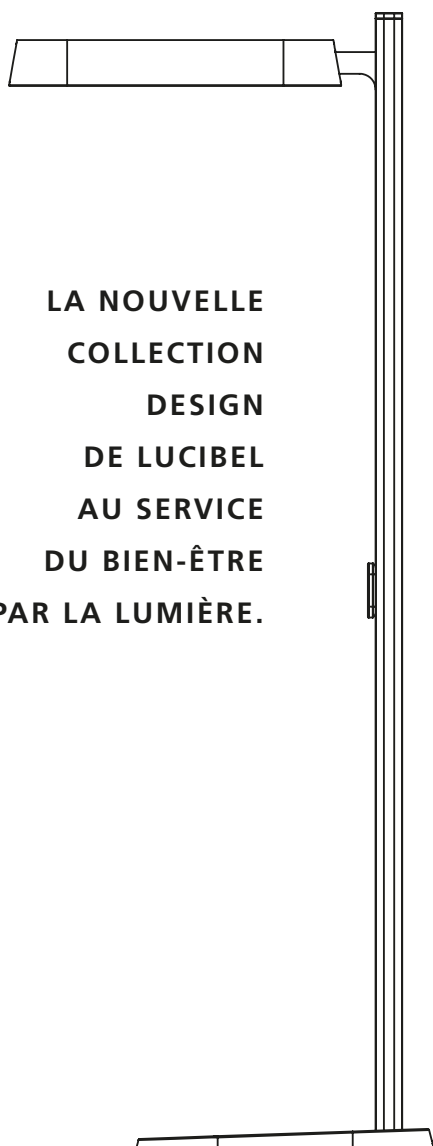 LA NOUVELLE
COLLECTION
DESIGN
DE LUCIBEL
AU SERVICE
DU BIEN-ÊTRE
PAR LA LUMIÈRE.